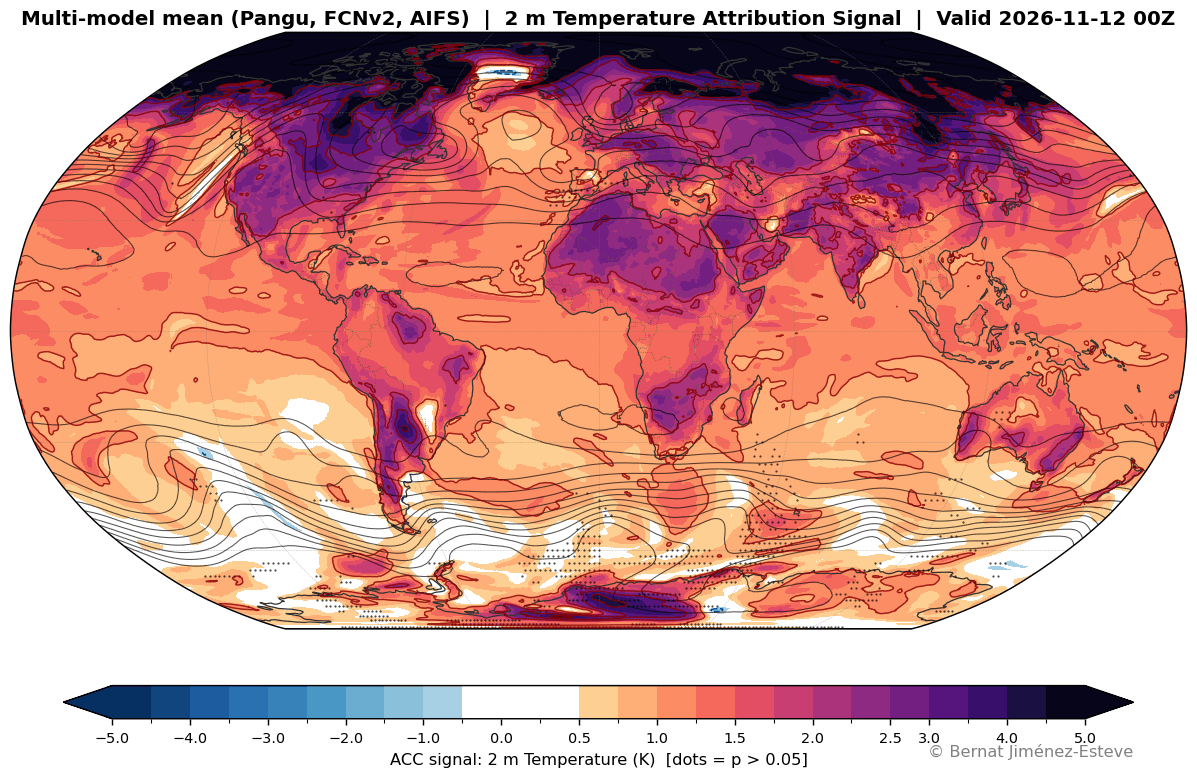 Multi-model mean (Pangu, FCNv2, AIFS) | 2 m Temperature Attribution Signal | Valid 2026-11-12 00Z
−5.0 −4.0 −3.0 −2.0 −1.0 0.0 0.5 1.0 1.5 2.0 2.5 3.0 4.0 5.0
ACC signal: 2 m Temperature (K) [dots = p > 0.05]
© Bernat Jiménez-Esteve